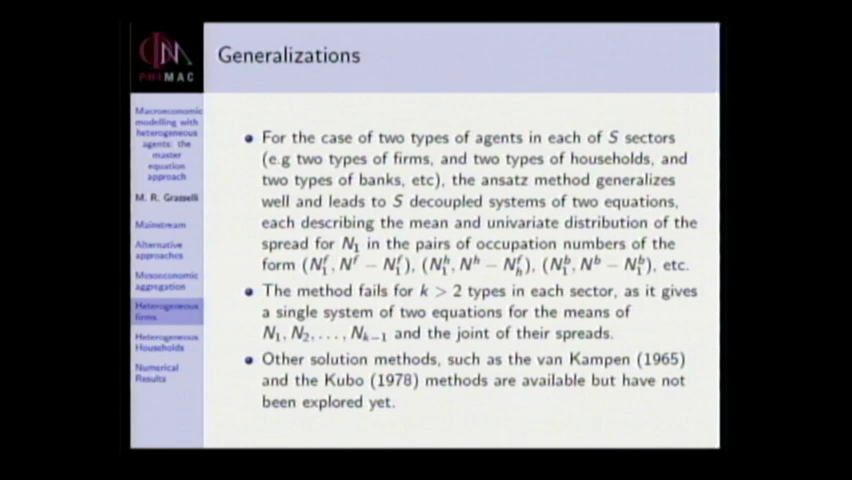 PHIMAC
Generalizations
Macroeconomic
modelling with
heterogeneous
agents: the
master
equation
approach
M. R. Grasselli
Mainstream
Alternative
approaches
Mesoeconomic
aggregation
Heterogeneous
firms
Heterogeneous
Households
Numerical
Results
For the case of two types of agents in each of S sectors
(e.g two types of firms, and two types of households, and
two types of banks, etc), the ansatz method generalizes
well and leads to S decoupled systems of two equations,
each describing the mean and univariate distribution of the
spread for N₁ in the pairs of occupation numbers of the
form (N₁ᶠ, Nᶠ − N₁ᶠ), (N₁ʰ, Nʰ − Nₕᶠ), (N₁ᵇ, Nᵇ − N₁ᵇ), etc.
The method fails for k > 2 types in each sector, as it gives
a single system of two equations for the means of
N₁, N₂, . . . , Nₖ₋₁ and the joint of their spreads.
Other solution methods, such as the van Kampen (1965)
and the Kubo (1978) methods are available but have not
been explored yet.